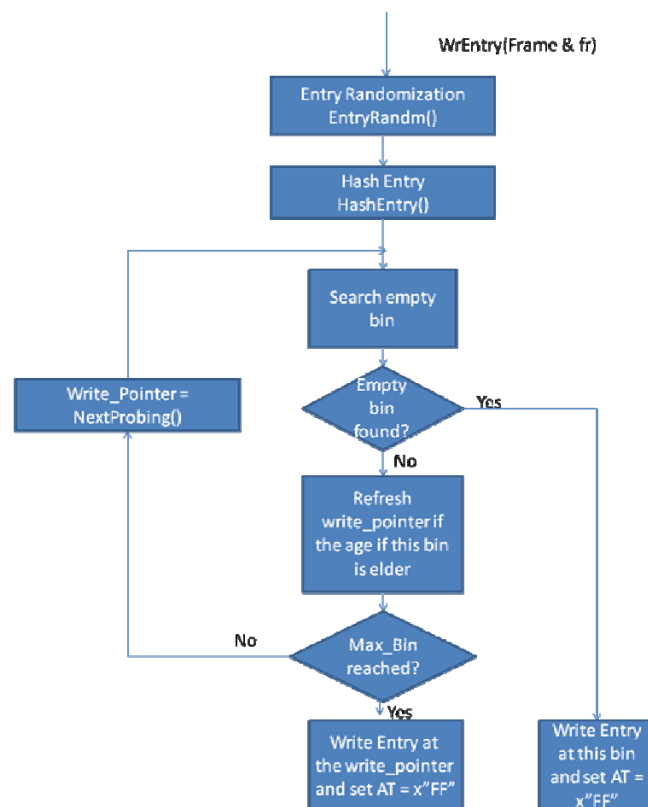 WrEntry(Frame & fr)
Entry Randomization
EntryRandm()
Hash Entry
HashEntry()
Search empty
bin
Write_Pointer =
NextProbing()
Empty
bin
found?
Yes
No
Refresh
write_pointer if
the age if this bin
is elder
No
Max_Bin
reached?
Yes
Write Entry at
the write_pointer
and set AT = x"FF"
Write Entry
at this bin
and set AT =
x"FF"